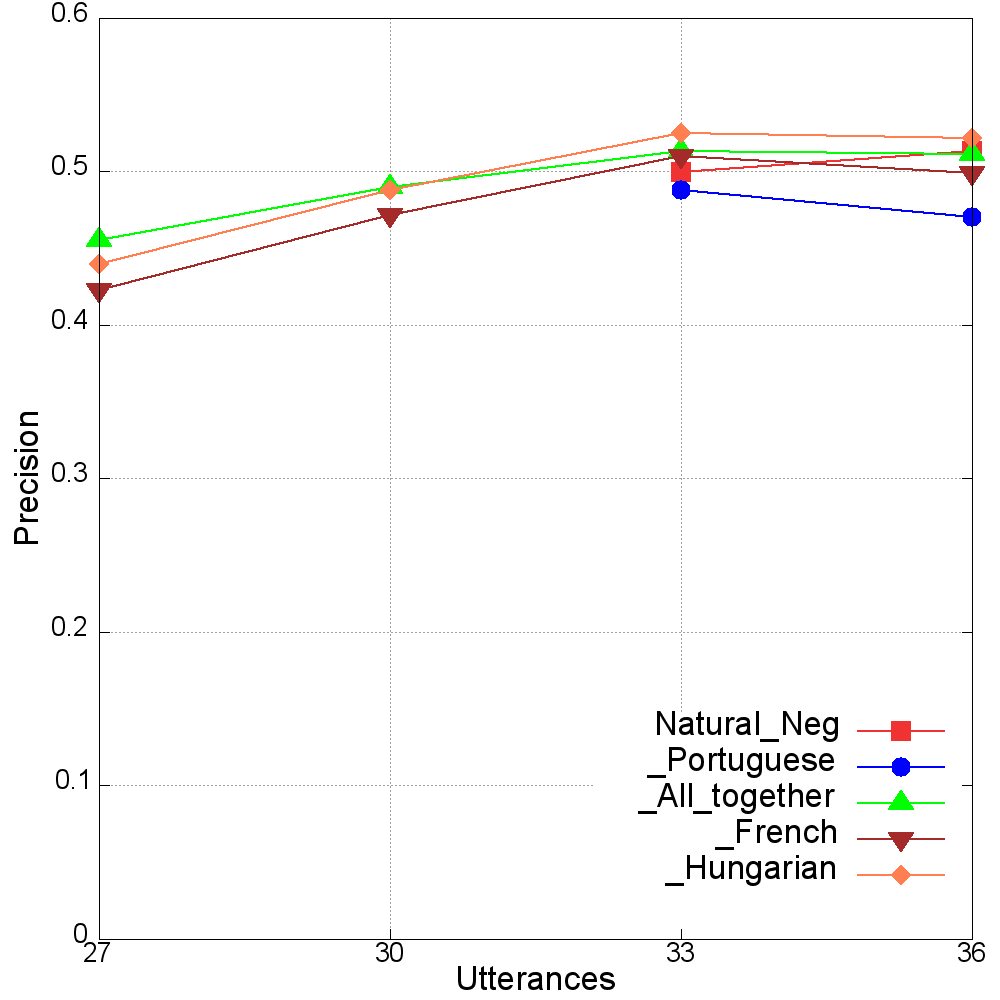 0.6
0.5
0.4
0.3
0.2
0.1
0
Precision
27 30 33 36
Utterances
Natural_Neg
_Portuguese
_All_together
_French
_Hungarian